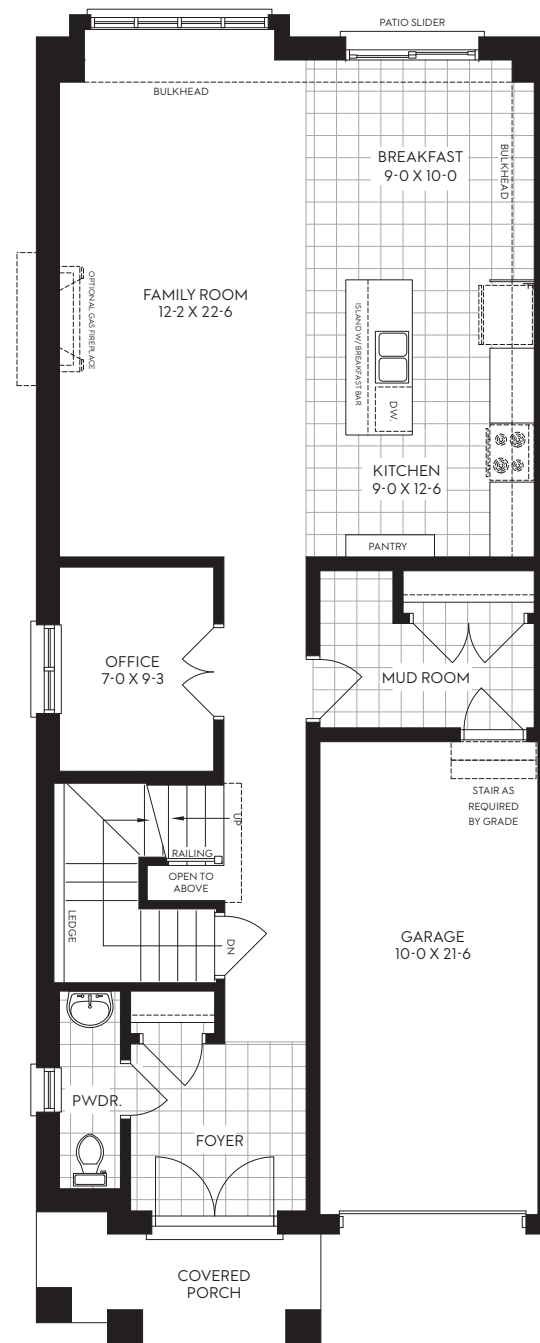 PATIO SLIDER
BULKHEAD
BREAKFAST
9-0 X 10-0
BULKHEAD
FAMILY ROOM
12-2 X 22-6
OPTIONAL GAS FIREPLACE
ISLAND W/ BREAKFAST BAR
DW.
KITCHEN
9-0 X 12-6
PANTRY
OFFICE
7-0 X 9-3
MUD ROOM
STAIR AS
REQUIRED
BY GRADE
UP
RAILING
OPEN TO
ABOVE
LEDGE
DN
GARAGE
10-0 X 21-6
PWDR.
FOYER
COVERED
PORCH